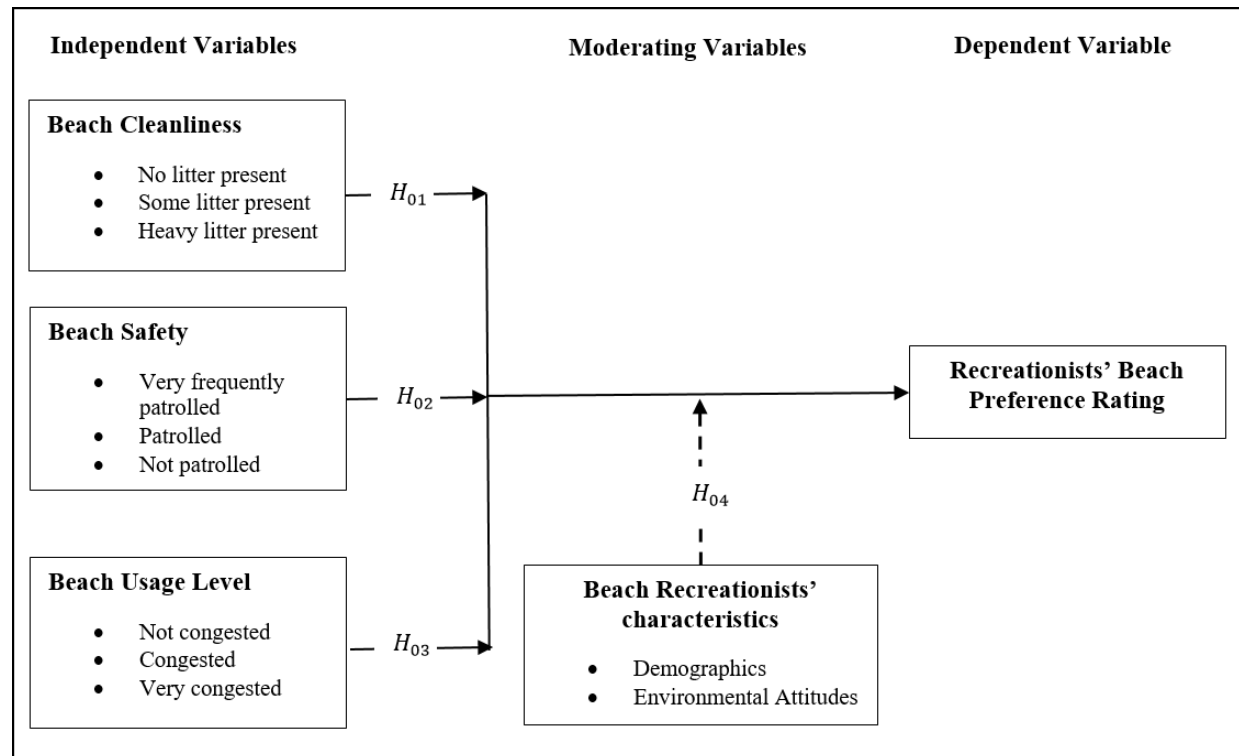 Independent Variables
Moderating Variables
Dependent Variable
Beach Cleanliness
• No litter present
• Some litter present
• Heavy litter present
H01
Beach Safety
• Very frequently
patrolled
• Patrolled
• Not patrolled
H02
Recreationists’ Beach
Preference Rating
H04
Beach Usage Level
• Not congested
• Congested
• Very congested
H03
Beach Recreationists’
characteristics
• Demographics
• Environmental Attitudes